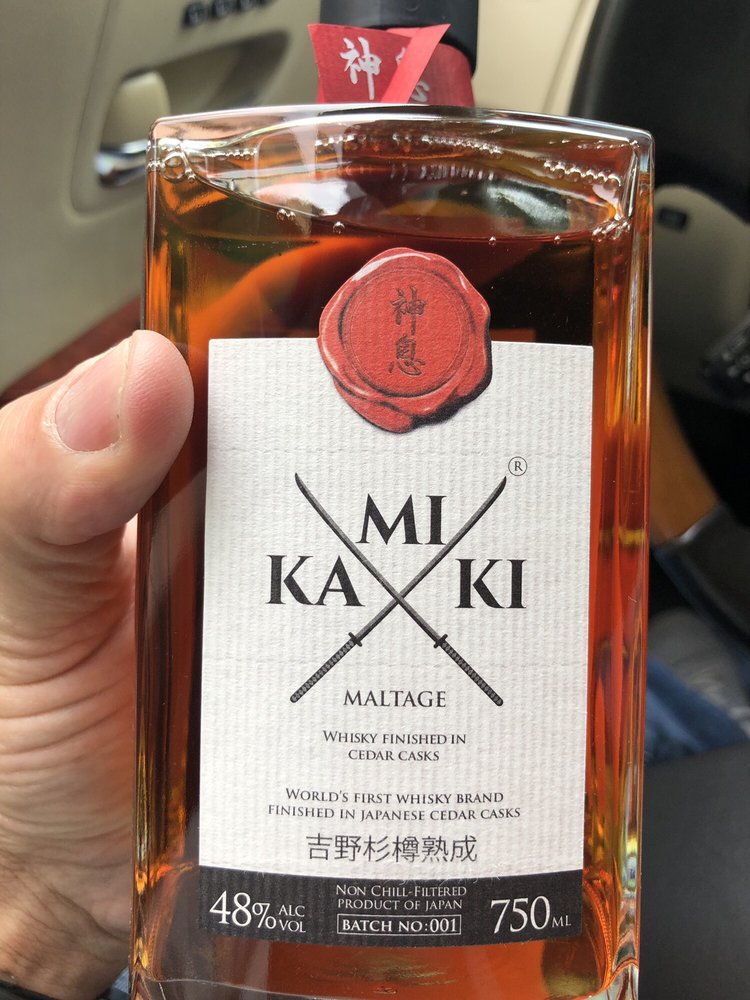 神
神
息
®
MI
KA KI
MALTAGE
WHISKY FINISHED IN
CEDAR CASKS
WORLD'S FIRST WHISKY BRAND
FINISHED IN JAPANESE CEDAR CASKS
吉野杉樽熟成
NON CHILL-FILTERED
PRODUCT OF JAPAN
48% ALC VOL
BATCH NO:001
750ML